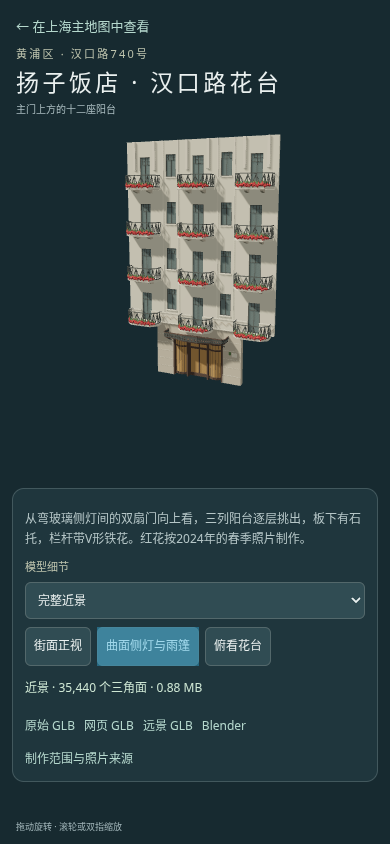 ← 在上海主地图中查看
黄浦区 · 汉口路740号
扬子饭店 · 汉口路花台
主门上方的十二座阳台
从弯玻璃侧灯间的双扇门向上看，三列阳台逐层挑出，板下有石
托，栏杆带V形铁花。红花按2024年的春季照片制作。
模型细节
完整近景
街面正视 曲面侧灯与雨篷 俯看花台
近景 · 35,440 个三角面 · 0.88 MB
原始 GLB 网页 GLB 远景 GLB Blender
制作范围与照片来源
拖动旋转 · 滚轮或双指缩放